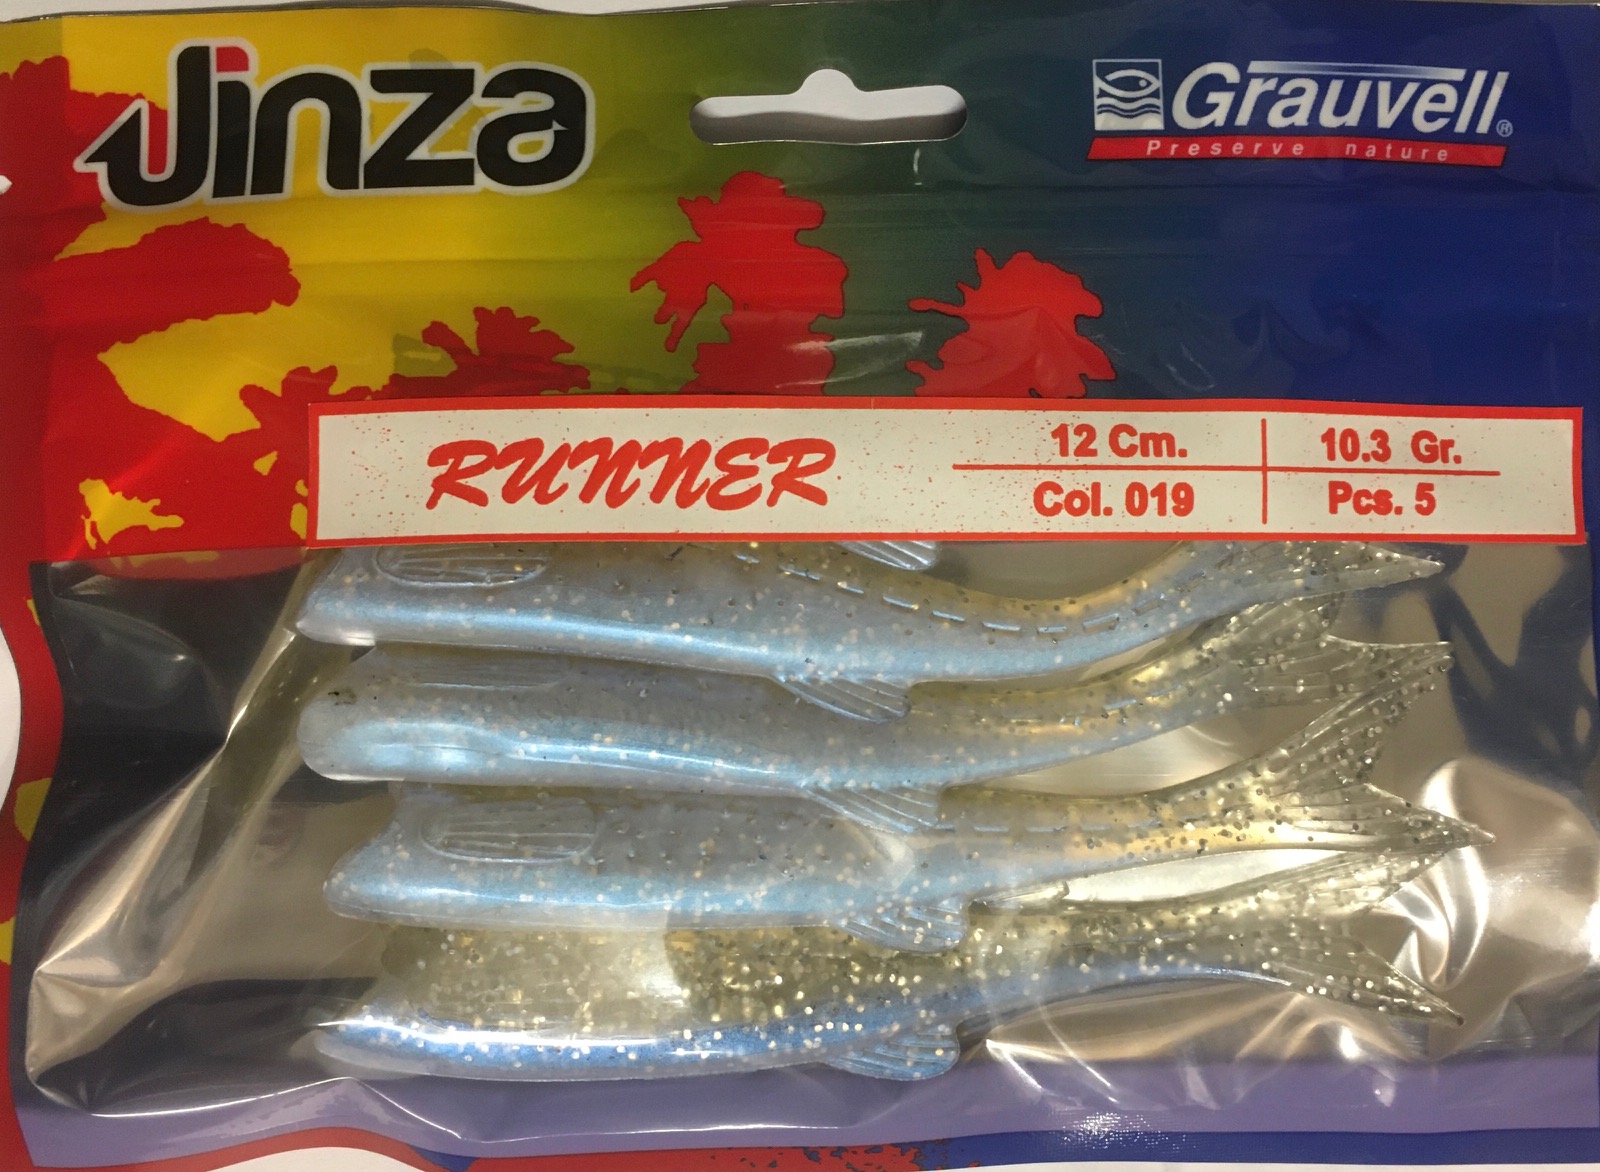 Jinza
Grauvell®
Preserve nature
RUNNER
12 Cm.
10.3 Gr.
Col. 019
Pcs. 5